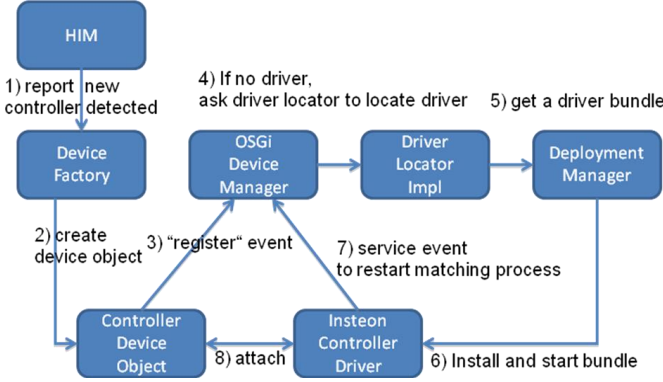 HIM
1) report new
controller detected
4) If no driver,
ask driver locator to locate driver
5) get a driver bundle
Device
Factory
OSGi
Device
Manager
Driver
Locator
Impl
Deployment
Manager
2) create
device object
3) “register“ event
7) service event
to restart matching process
Controller
Device
Object
8) attach
Insteon
Controller
Driver
6) Install and start bundle